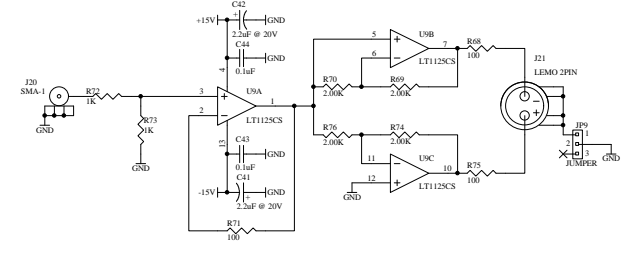 C42
+15V
+
GND
2.2uF @ 20V
C44
GND
0.1uF
4
U9A
J20
SMA-1
R72
1K
GND
R73
1K
GND
3
+
2
−
1
LT1125CS
13
C43
GND
0.1uF
C41
-15V
GND
+
2.2uF @ 20V
R71
100
5
+
U9B
7
6
−
LT1125CS
R68
100
R70
2.00K
R69
2.00K
R76
2.00K
R74
2.00K
11
−
U9C
10
12
+
LT1125CS
GND
R75
100
J21
LEMO 2PIN
−
+
JP9
1
2
3
GND
JUMPER